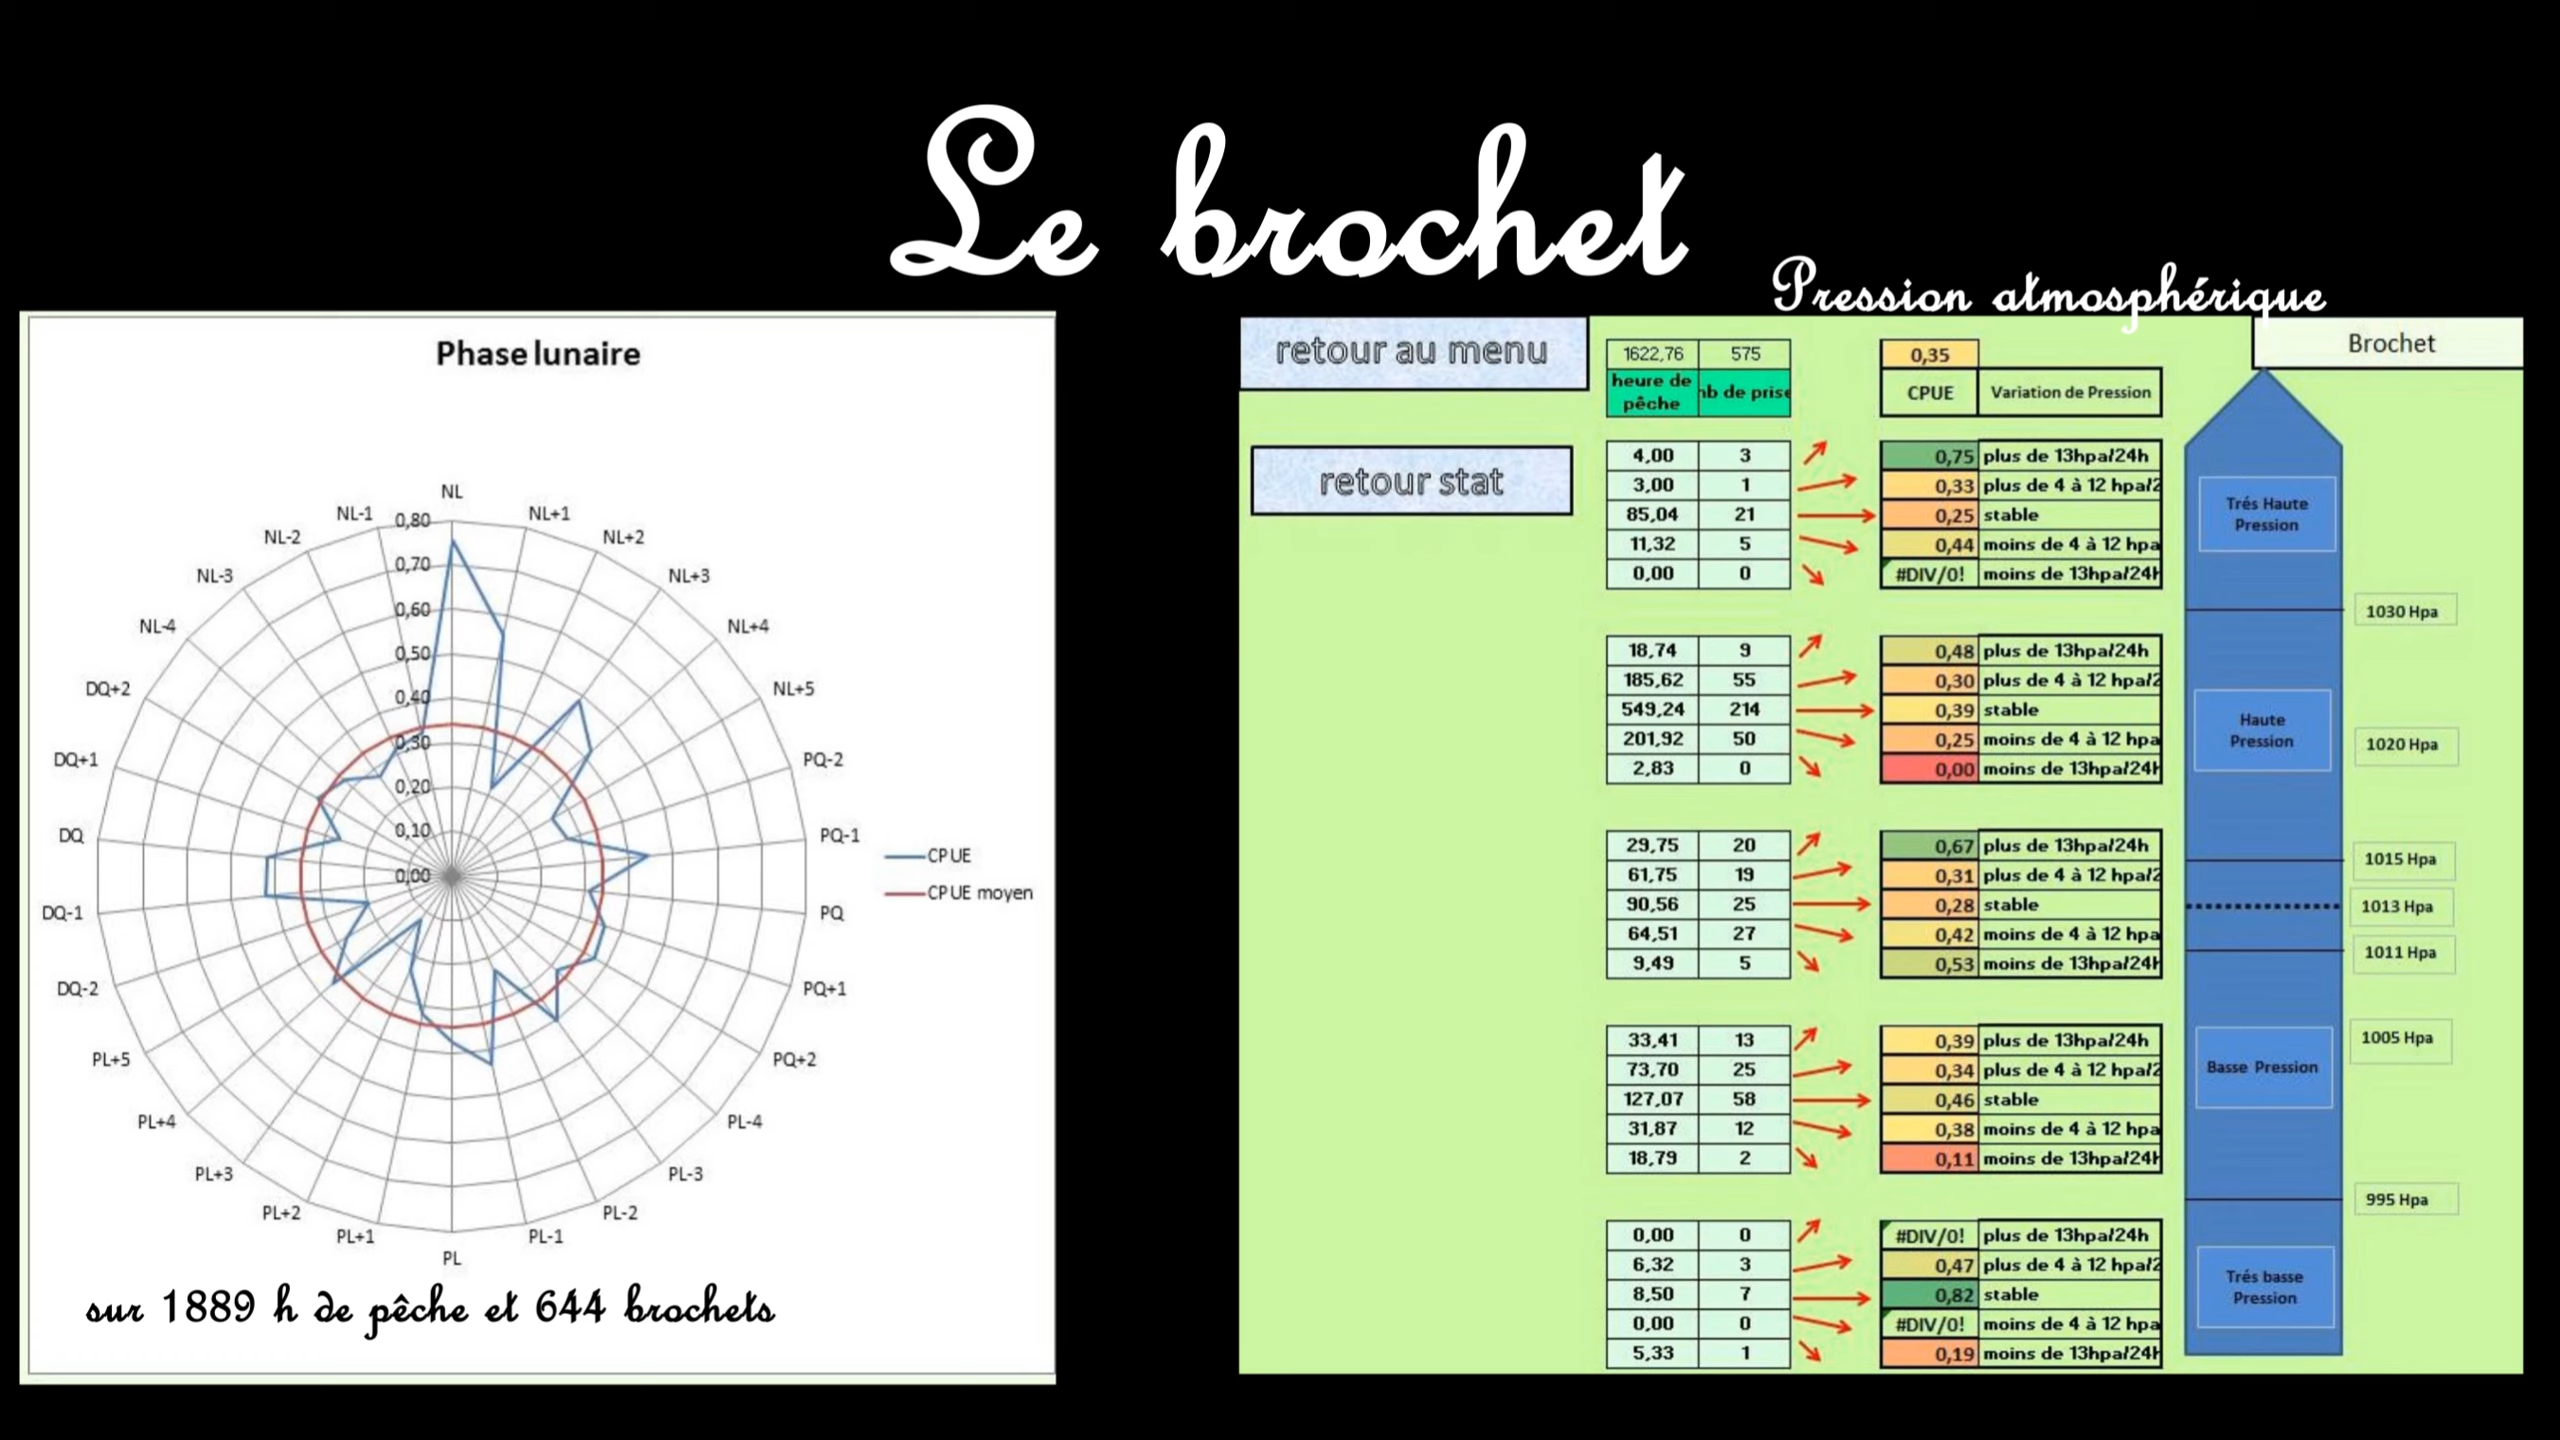 Le brochet
Pression atmosphérique
Phase lunaire
NL
NL+1
NL+2
NL+3
NL+4
NL+5
PQ-2
PQ-1
PQ
PQ+1
PQ+2
PL-4
PL-3
PL-2
PL-1
PL
PL+1
PL+2
PL+3
PL+4
PL+5
DQ-2
DQ-1
DQ
DQ+1
DQ+2
NL-4
NL-3
NL-2
NL-1
0,80
0,70
0,60
0,50
0,40
0,30
0,20
0,10
0,00
CPUE
CPUE moyen
sur 1889 h de pêche et 644 brochets
retour au menu
retour stat
Brochet
1622,76 575 0,35
heure de pêche nb de prise CPUE Variation de Pression
4,00 3 0,75 plus de 13hpa/24h
3,00 1 0,33 plus de 4 à 12 hpa/2
85,04 21 0,25 stable
11,32 5 0,44 moins de 4 à 12 hpa
0,00 0 #DIV/0! moins de 13hpa/24h
18,74 9 0,48 plus de 13hpa/24h
185,62 55 0,30 plus de 4 à 12 hpa/2
549,24 214 0,39 stable
201,92 50 0,25 moins de 4 à 12 hpa
2,83 0 0,00 moins de 13hpa/24h
29,75 20 0,67 plus de 13hpa/24h
61,75 19 0,31 plus de 4 à 12 hpa/2
90,56 25 0,28 stable
64,51 27 0,42 moins de 4 à 12 hpa
9,49 5 0,53 moins de 13hpa/24h
33,41 13 0,39 plus de 13hpa/24h
73,70 25 0,34 plus de 4 à 12 hpa/2
127,07 58 0,46 stable
31,87 12 0,38 moins de 4 à 12 hpa
18,79 2 0,11 moins de 13hpa/24h
0,00 0 #DIV/0! plus de 13hpa/24h
6,32 3 0,47 plus de 4 à 12 hpa/2
8,50 7 0,82 stable
0,00 0 #DIV/0! moins de 4 à 12 hpa
5,33 1 0,19 moins de 13hpa/24h
Trés Haute
Pression
1030 Hpa
Haute
Pression
1020 Hpa
1015 Hpa
1013 Hpa
1011 Hpa
1005 Hpa
Basse Pression
995 Hpa
Trés basse
Pression